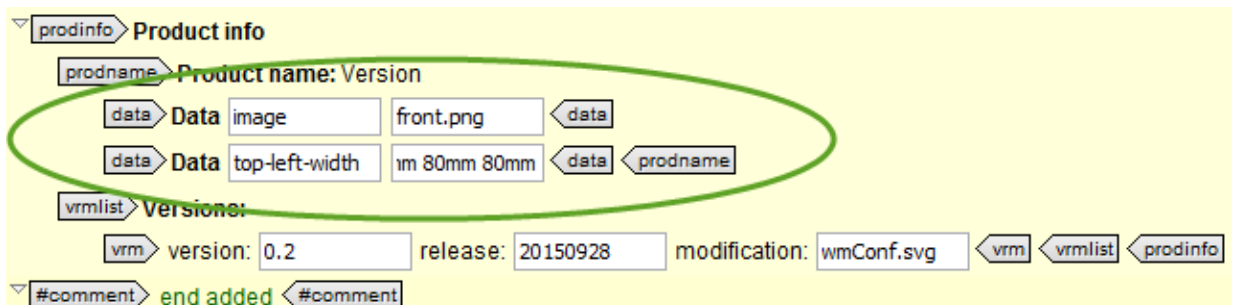 prodinfo Product info
prodname Product name: Version
data Data image front.png data
data Data top-left-width 80mm 80mm data prodname
vrmlist Versions:
vrm version: 0.2 release: 20150928 modification: wmConf.svg vrm vrmlist prodinfo
#comment end added #comment